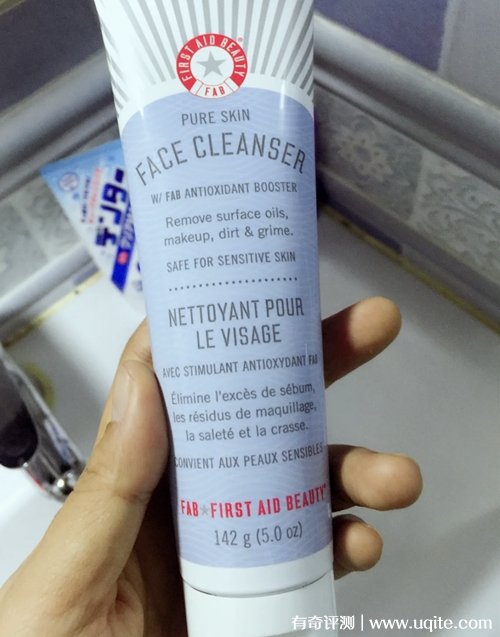 FIRST AID BEAUTY
FAB
PURE SKIN
FACE CLEANSER
W/ FAB ANTIOXIDANT BOOSTER
Remove surface oils,
makeup, dirt & grime.
SAFE FOR SENSITIVE SKIN
NETTOYANT POUR
LE VISAGE
AVEC STIMULANT ANTIOXYDANT FAB
Élimine l'excès de sébum,
les résidus de maquillage,
la saleté et la crasse.
CONVIENT AUX PEAUX SENSIBLES
FAB★FIRST AID BEAUTY
142 g (5.0 oz)
有奇评测 | www.uqite.com